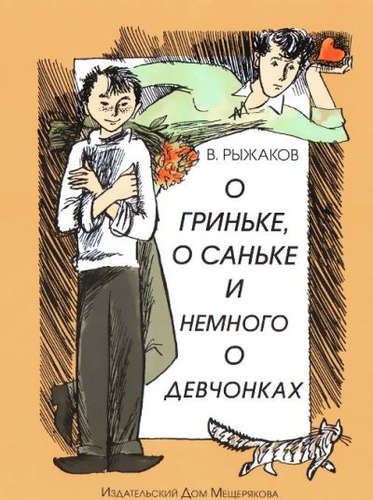 В. РЫЖАКОВ
О
ГРИНЬКЕ,
О САНЬКЕ
И
НЕМНОГО
О
ДЕВЧОНКАХ
ИЗДАТЕЛЬСКИЙ ДОМ МЕЩЕРЯКОВА